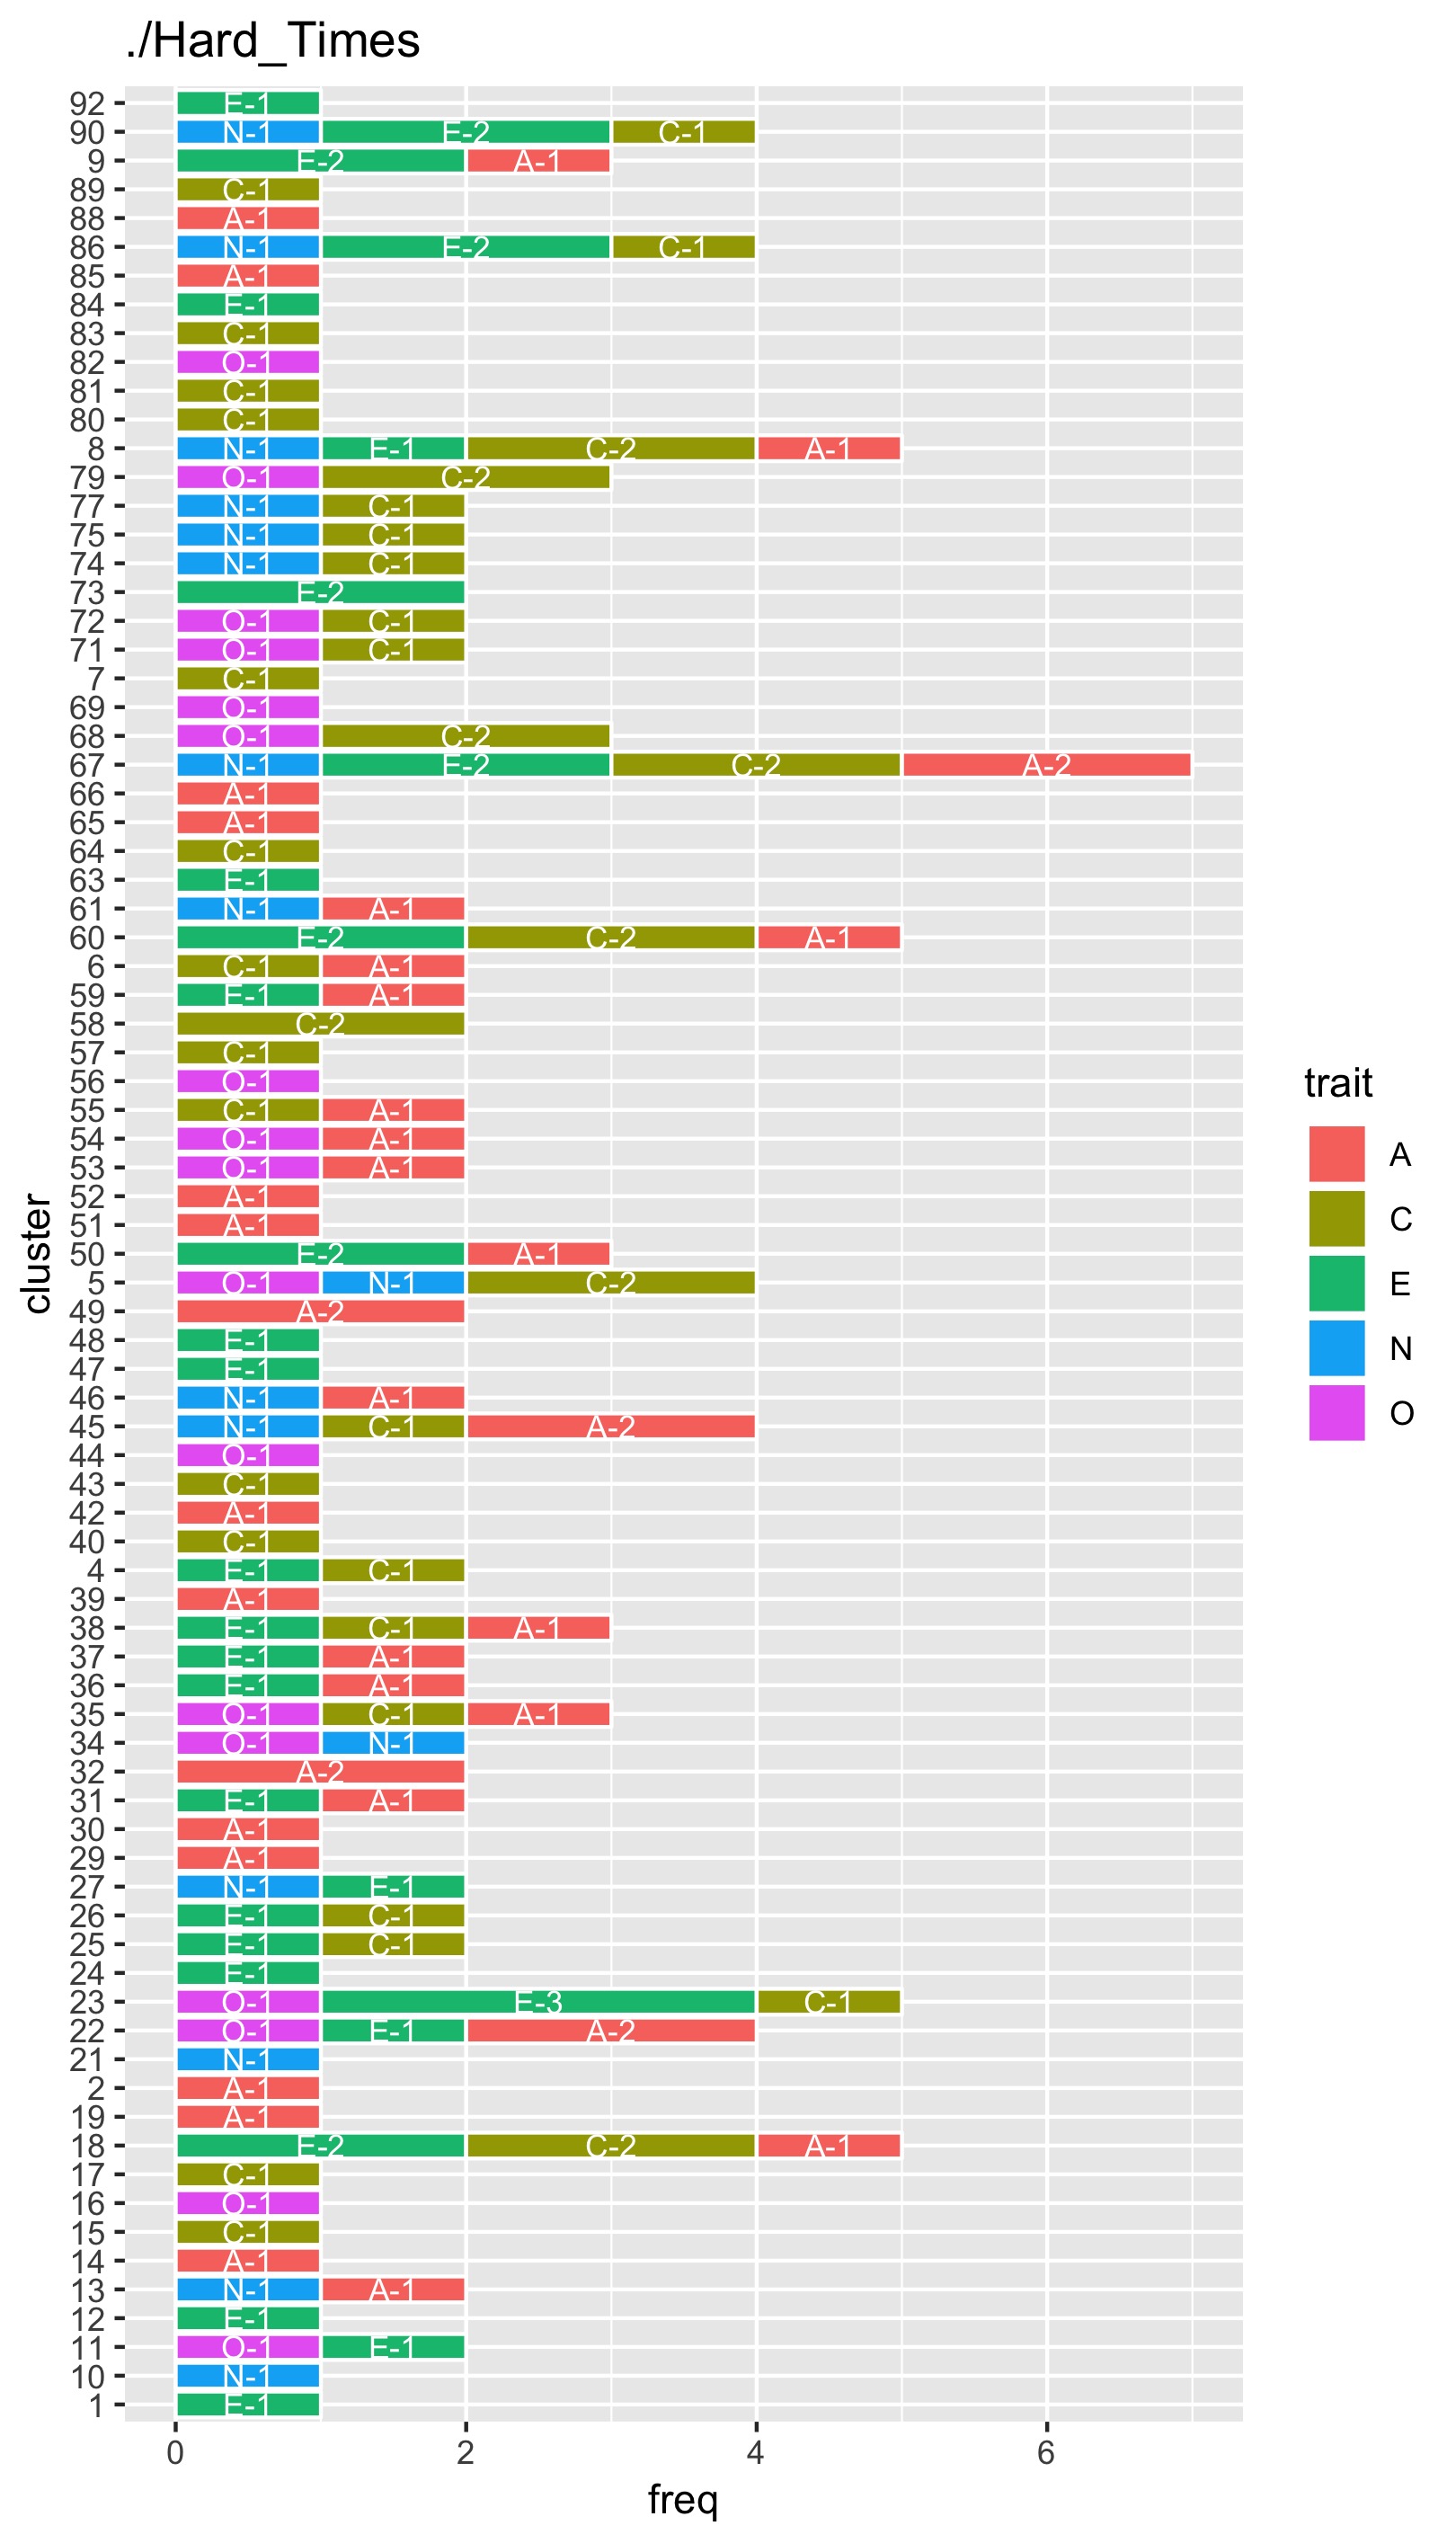 ./Hard_Times
92 E-1
90 N-1 E-2 C-1
9 E-2 A-1
89 C-1
88 A-1
86 N-1 E-2 C-1
85 A-1
84 E-1
83 C-1
82 O-1
81 C-1
80 C-1
8 N-1 E-1 C-2 A-1
79 O-1 C-2
77 N-1 C-1
75 N-1 C-1
74 N-1 C-1
73 E-2
72 O-1 C-1
71 O-1 C-1
7 C-1
69 O-1
68 O-1 C-2
67 N-1 E-2 C-2 A-2
66 A-1
65 A-1
64 C-1
63 E-1
61 N-1 A-1
60 E-2 C-2 A-1
6 C-1 A-1
59 E-1 A-1
58 C-2
57 C-1
56 O-1
55 C-1 A-1
54 O-1 A-1
53 O-1 A-1
52 A-1
51 A-1
50 E-2 A-1
5 O-1 N-1 C-2
49 A-2
48 E-1
47 E-1
46 N-1 A-1
45 N-1 C-1 A-2
44 O-1
43 C-1
42 A-1
40 C-1
4 E-1 C-1
39 A-1
38 E-1 C-1 A-1
37 E-1 A-1
36 E-1 A-1
35 O-1 C-1 A-1
34 O-1 N-1
32 A-2
31 E-1 A-1
30 A-1
29 A-1
27 N-1 E-1
26 E-1 C-1
25 E-1 C-1
24 E-1
23 O-1 E-3 C-1
22 O-1 E-1 A-2
21 N-1
2 A-1
19 A-1
18 E-2 C-2 A-1
17 C-1
16 O-1
15 C-1
14 A-1
13 N-1 A-1
12 E-1
11 O-1 E-1
10 N-1
1 E-1
0 2 4 6
freq
cluster
trait
A
C
E
N
O